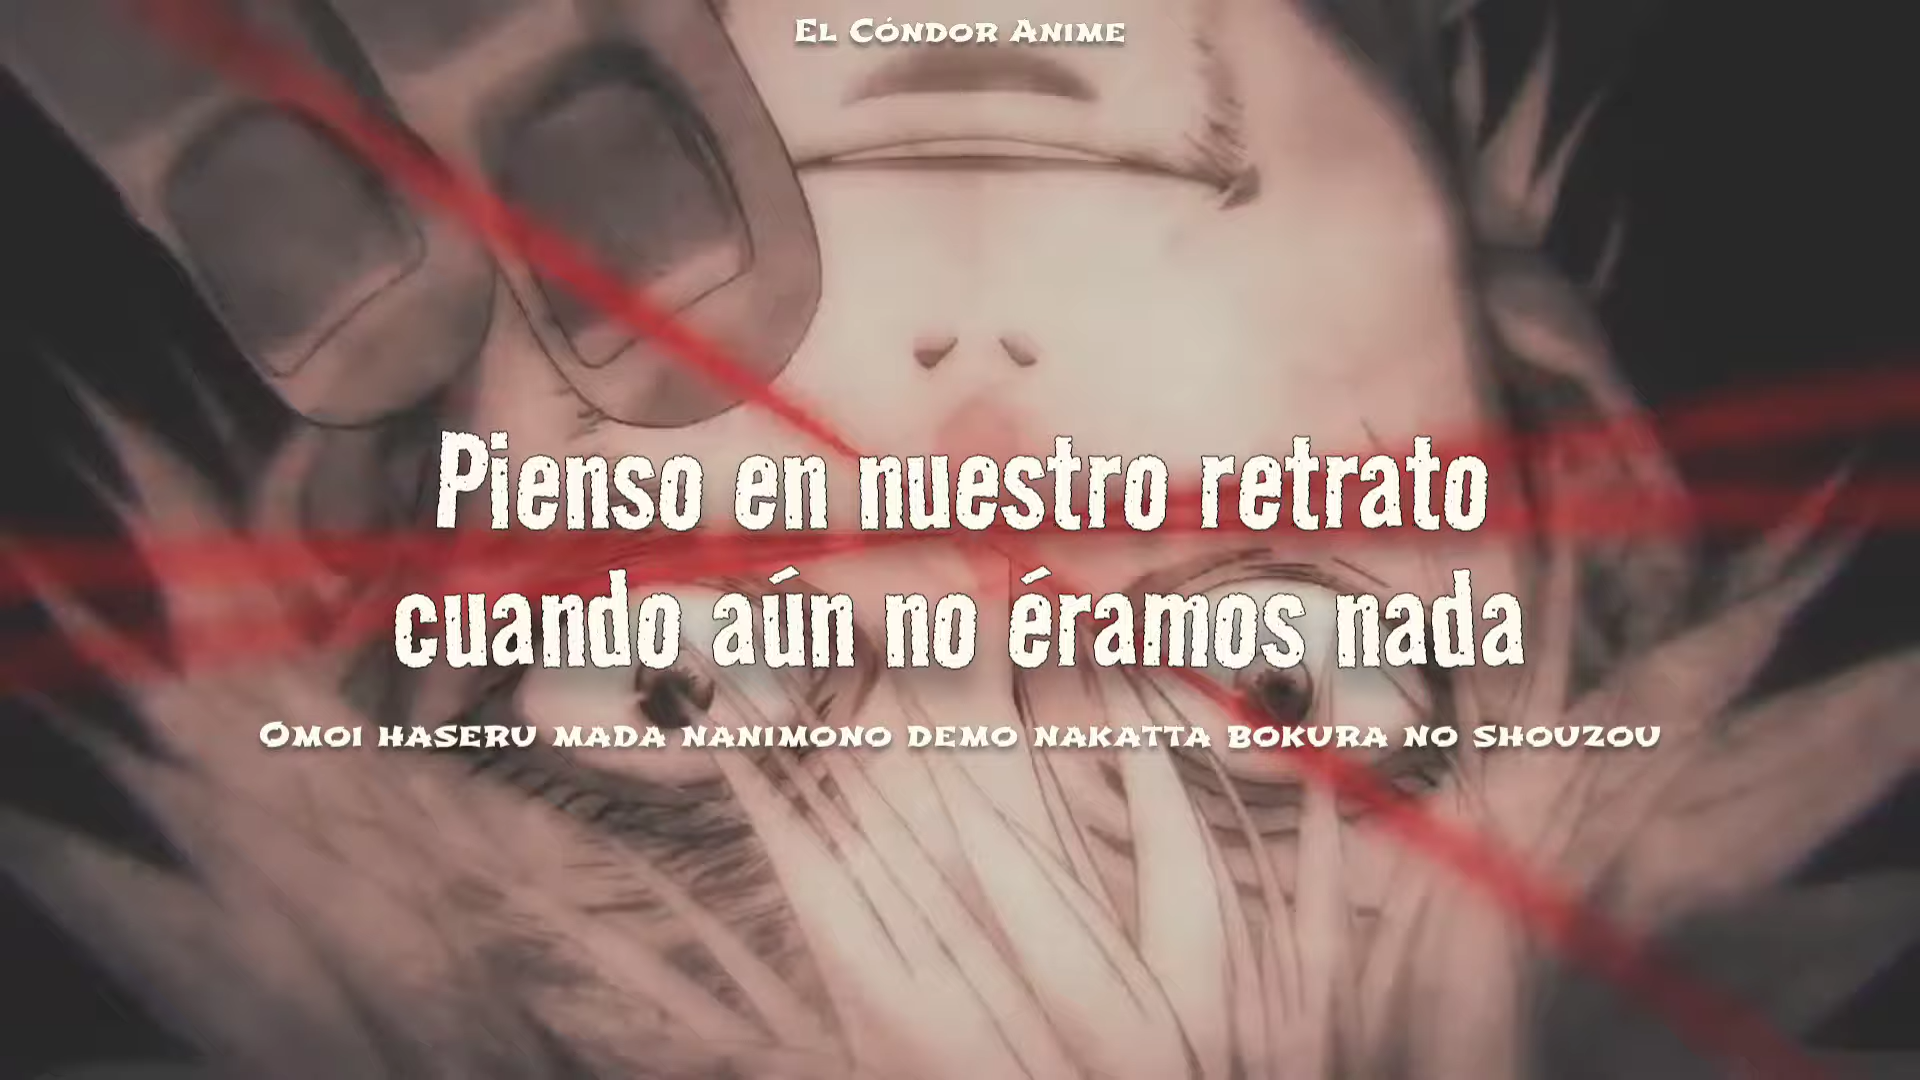 El Cóndor Anime
Pienso en nuestro retrato
cuando aún no éramos nada
Omoi haseru mada nanimono demo nakatta bokura no shouzou